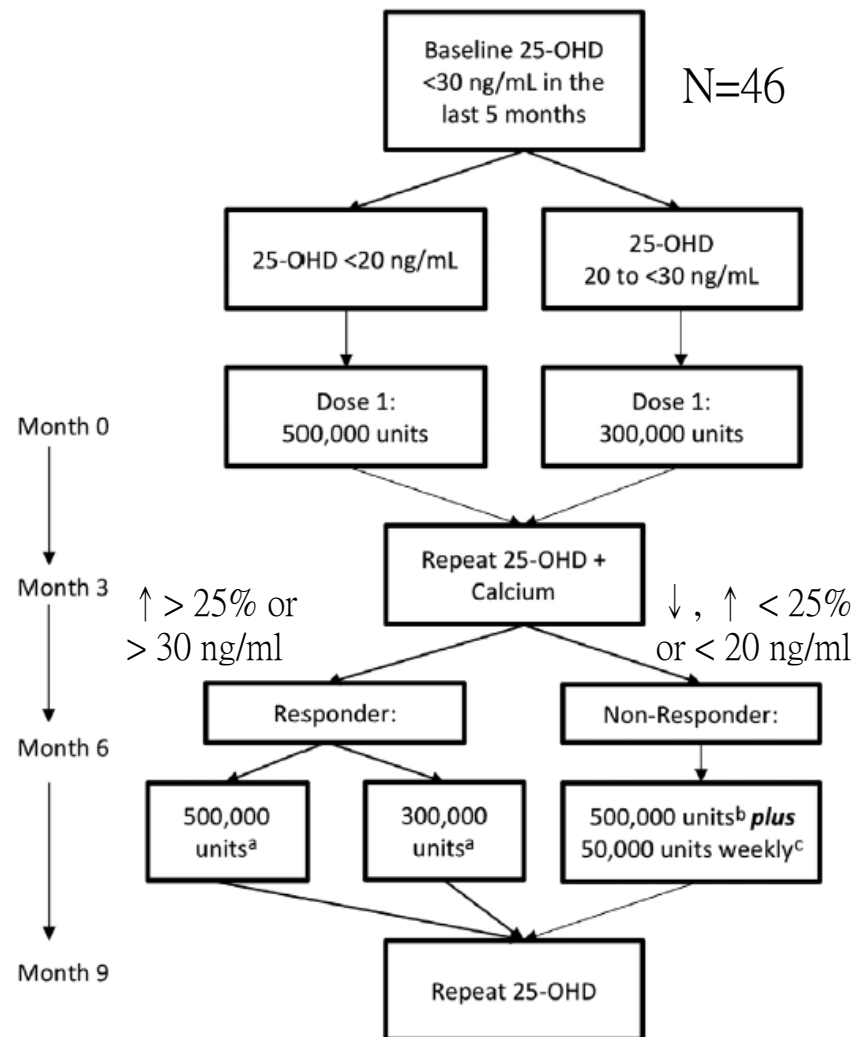 Baseline 25-OHD
<30 ng/mL in the
last 5 months
N=46
25-OHD <20 ng/mL
25-OHD
20 to <30 ng/mL
Dose 1:
500,000 units
Dose 1:
300,000 units
Month 0
Repeat 25-OHD +
Calcium
Month 3
↑ > 25% or
> 30 ng/ml
↓, ↑ < 25%
or < 20 ng/ml
Responder:
Non-Responder:
Month 6
500,000
unitsᵃ
300,000
unitsᵃ
500,000 unitsᵇ plus
50,000 units weeklyᶜ
Month 9
Repeat 25-OHD